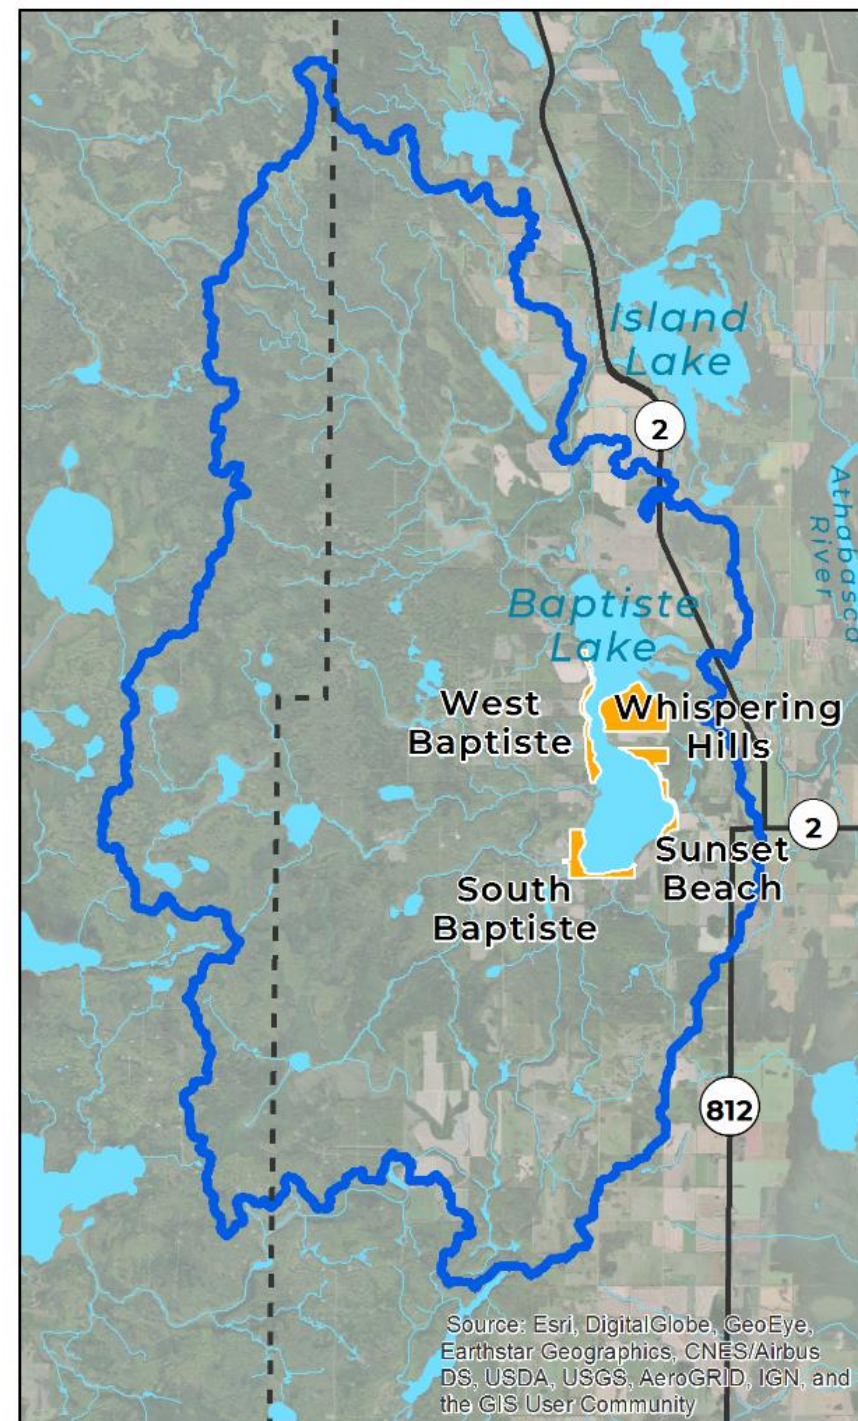 Island
Lake
2
Athabasca
River
Baptiste
Lake
West
Baptiste
Whispering
Hills
2
Sunset
Beach
South
Baptiste
812
Source: Esri, DigitalGlobe, GeoEye,
Earthstar Geographics, CNES/Airbus
DS, USDA, USGS, AeroGRID, IGN, and
the GIS User Community